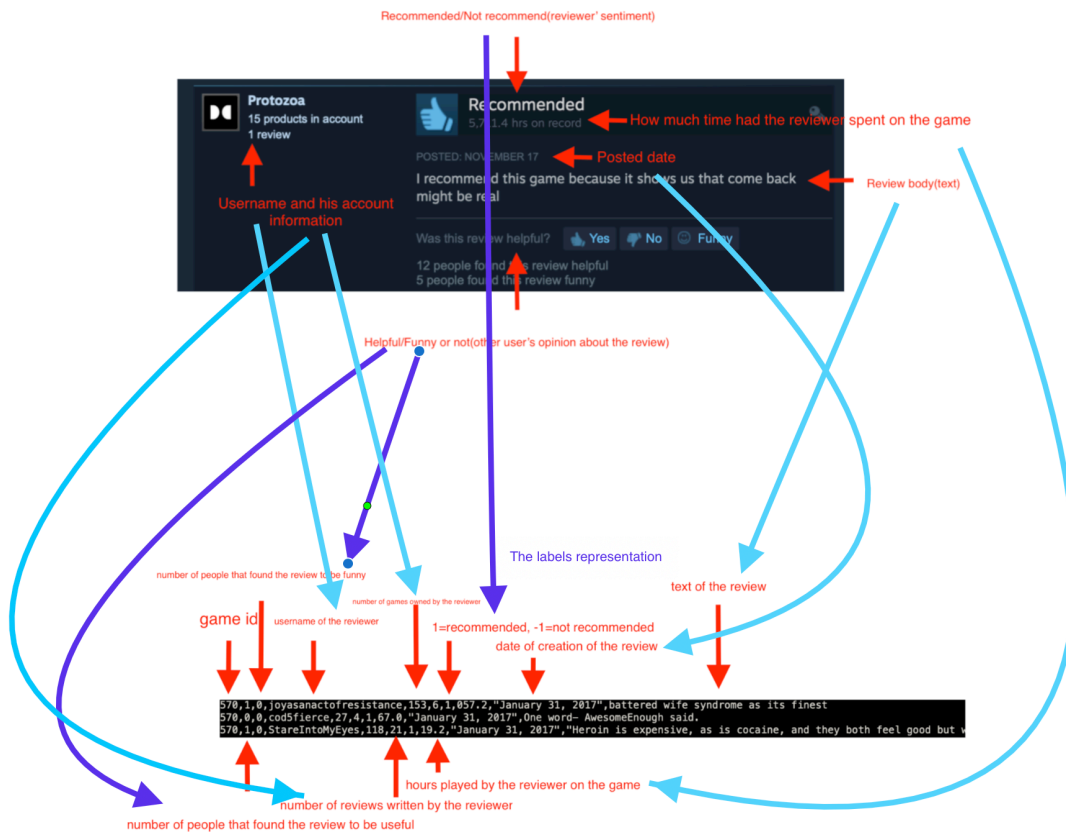 Recommended/Not recommend(reviewer' sentiment)
Protozoa
15 products in account
1 review
Recommended
hrs on record
How much time had the reviewer spent on the game
POSTED: NOVEMBER 17
Posted date
I recommend this game because it shows us that come back
might be real
Review body(text)
Username and his account
information
Was this review helpful?
Yes
No
Funny
12 people found this review helpful
5 people found this review funny
Helpful/Funny or not(other user's opinion about the review)
The labels representation
number of people that found the review to be funny
text of the review
number of games owned by the reviewer
game id
username of the reviewer
1=recommended, -1=not recommended
date of creation of the review
570,1,0,joyasanactofresistance,153,6,1,057.2,"January 31, 2017",battered wife syndrome as its finest
570,0,0,cod5fierce,27,4,1,67.0,"January 31, 2017",One word— AwesomeEnough said.
570,1,0,StareIntoMyEyes,118,21,1,19.2,"January 31, 2017","Heroin is expensive, as is cocaine, and they both feel good but w
hours played by the reviewer on the game
number of reviews written by the reviewer
number of people that found the review to be useful